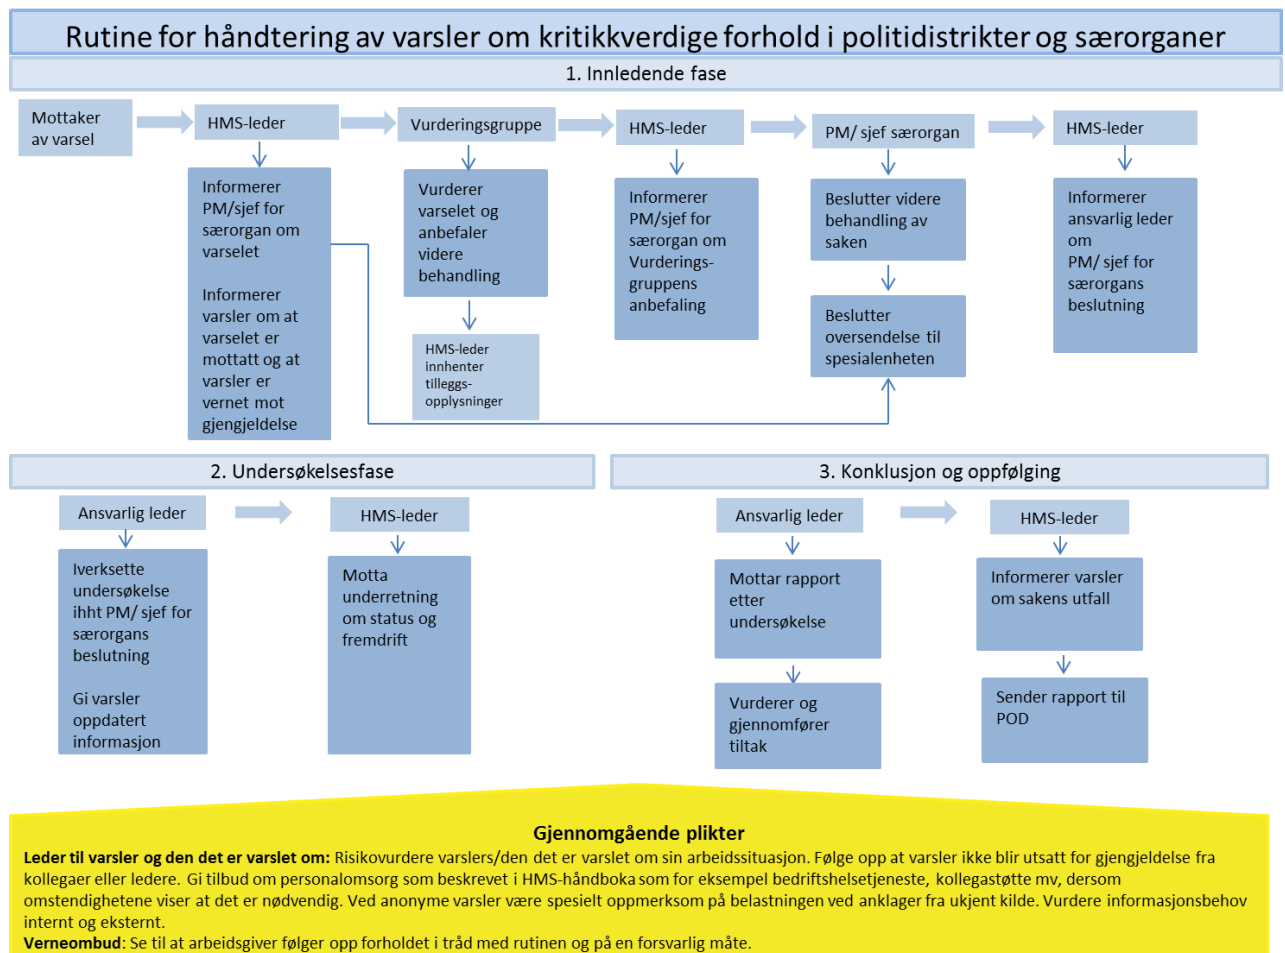 Rutine for håndtering av varsler om kritikkverdige forhold i politidistrikter og særorganer
1. Innledende fase
Mottaker
av varsel
HMS-leder
Vurderingsgruppe
HMS-leder
PM/ sjef særorgan
HMS-leder
Informerer
PM/sjef for
særorgan om
varselet
Informerer
varsler om at
varselet er
mottatt og at
varsler er
vernet mot
gjengjeldelse
Vurderer
varselet og
anbefaler
videre
behandling
HMS-leder
innhenter
tilleggs-
opplysninger
Informerer
PM/sjef for
særorgan om
Vurderings-
gruppens
anbefaling
Beslutter videre
behandling av
saken
Beslutter
oversendelse til
spesialenheten
Informerer
ansvarlig leder
om
PM/ sjef for
særorgans
beslutning
2. Undersøkelsesfase
Ansvarlig leder
HMS-leder
Iverksette
undersøkelse
ihht PM/ sjef for
særorgans
beslutning
Gi varsler
oppdatert
informasjon
Motta
underretning
om status og
fremdrift
3. Konklusjon og oppfølging
Ansvarlig leder
HMS-leder
Mottar rapport
etter
undersøkelse
Vurderer og
gjennomfører
tiltak
Informerer varsler
om sakens utfall
Sender rapport til
POD
Gjennomgående plikter
Leder til varsler og den det er varslet om: Risikovurdere varslers/den det er varslet om sin arbeidssituasjon. Følge opp at varsler ikke blir utsatt for gjengjeldelse fra
kollegaer eller ledere. Gi tilbud om personalomsorg som beskrevet i HMS-håndboka som for eksempel bedriftshelsetjeneste, kollegastøtte mv, dersom
omstendighetene viser at det er nødvendig. Ved anonyme varsler være spesielt oppmerksom på belastningen ved anklager fra ukjent kilde. Vurdere informasjonsbehov
internt og eksternt.
Verneombud: Se til at arbeidsgiver følger opp forholdet i tråd med rutinen og på en forsvarlig måte.